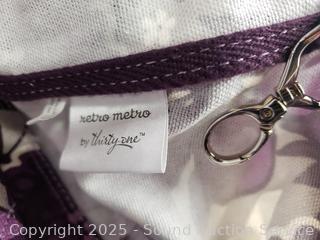 retro metro
by thirty-one™
Copyright 2025 - Sound Auction Service